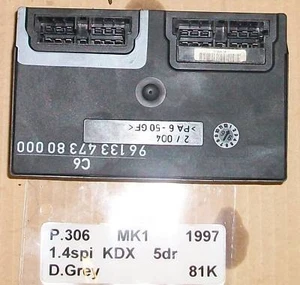 C6
96 133 473 80 000
2 / 004
>PA 6 - 50 GF<
P.306 MK1 1997
1.4spi KDX 5dr
D.Grey 81K